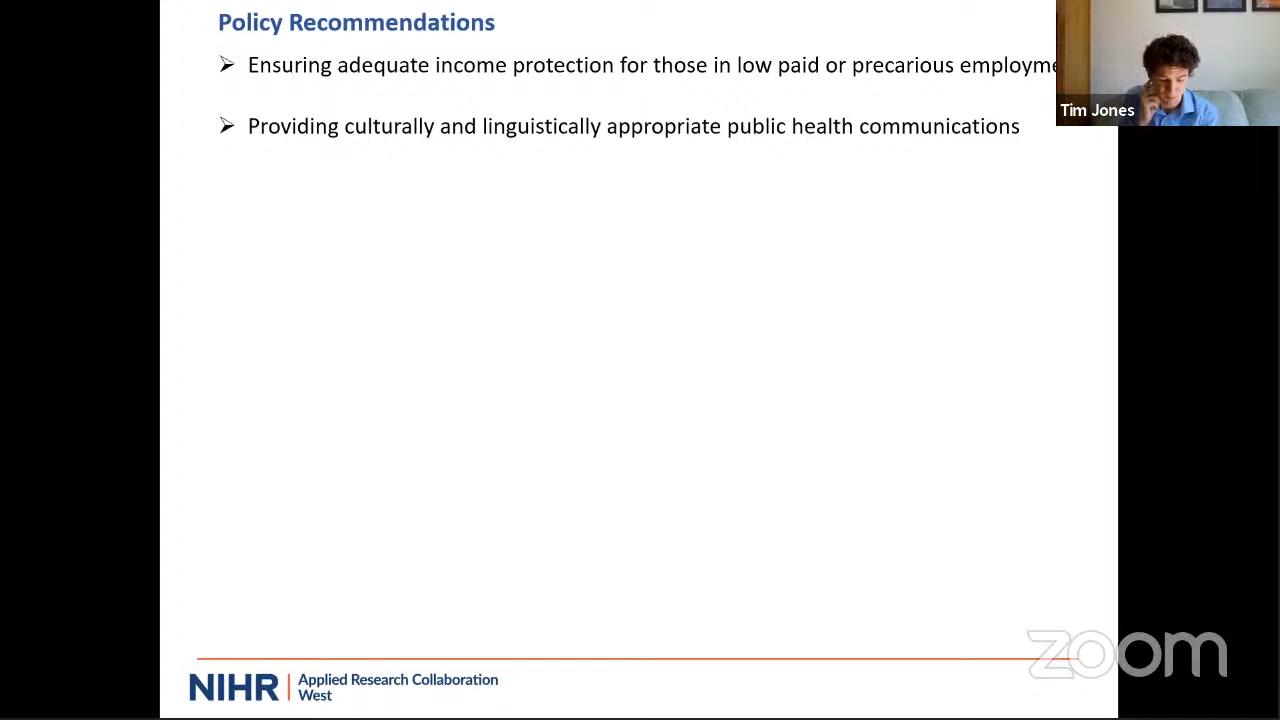 Policy Recommendations
Ensuring adequate income protection for those in low paid or precarious
Tim Jones
Providing culturally and linguistically appropriate public health communications
zoom
NIHR
Applied Research Collaboration
West